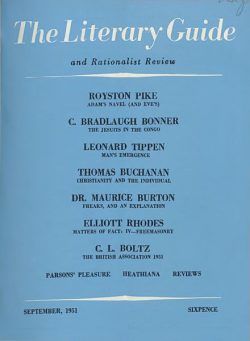 The Literary Guide
and Rationalist Review
ROYSTON PIKE
ADAM'S NAVEL (AND EVE'S)
C. BRADLAUGH BONNER
THE JESUITS IN THE CONGO
LEONARD TIPPEN
MAN'S EMERGENCE
THOMAS BUCHANAN
CHRISTIANITY AND THE INDIVIDUAL
DR. MAURICE BURTON
FREAKS, AND AN EXPLANATION
ELLIOTT RHODES
MATTERS OF FACT: IV—FREEMASONRY
C. L. BOLTZ
THE BRITISH ASSOCIATION 1951
PARSONS' PLEASURE HEATHIANA REVIEWS
SEPTEMBER, 1951 SIXPENCE